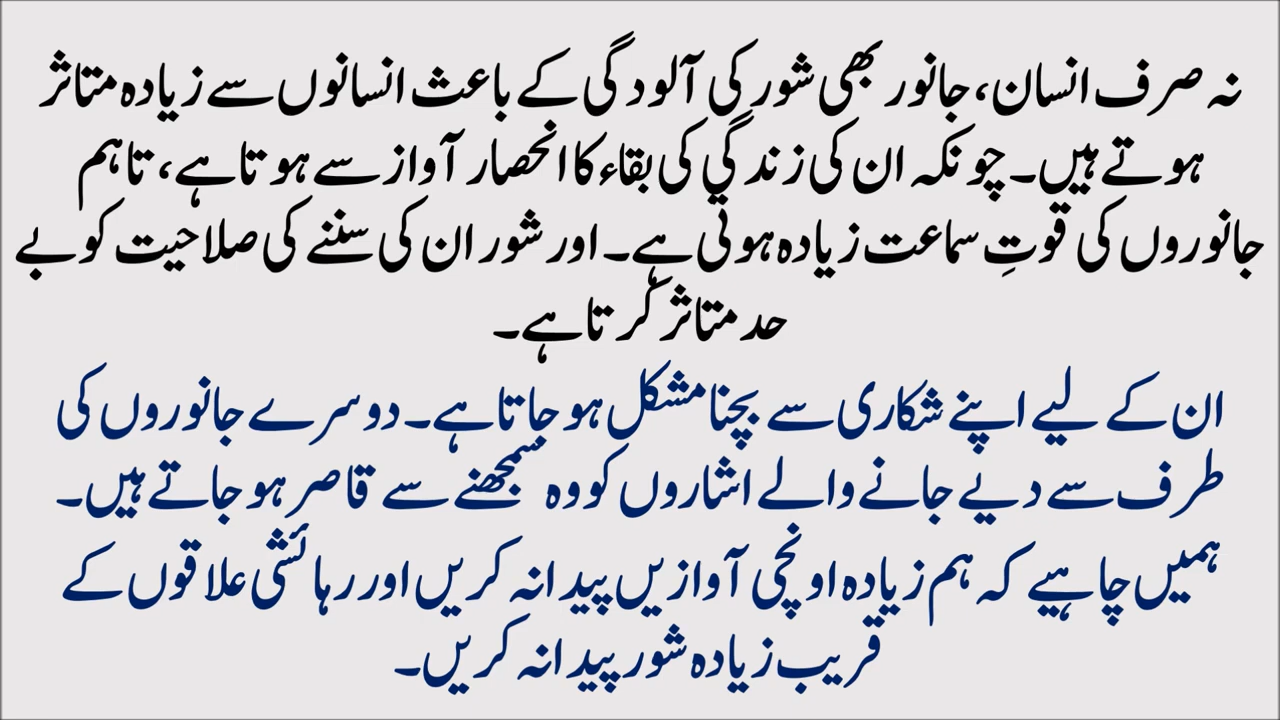 نہ صرف انسان، جانور بھی شور کی آلودگی کے باعث انسانوں سے زیادہ متاثر
ہوتے ہیں۔ چونکہ ان کی زندگی کی بقاء کا انحصار آواز سے ہوتا ہے، تاہم
جانوروں کی قوتِ سماعت زیادہ ہوتی ہے۔ اور شور ان کی سننے کی صلاحیت کو بے
حد متاثر کرتا ہے۔
ان کے لیے اپنے شکاری سے بچنا مشکل ہو جاتا ہے۔ دوسرے جانوروں کی
طرف سے دیے جانے والے اشاروں کو وہ سمجھنے سے قاصر ہو جاتے ہیں۔
ہمیں چاہیے کہ ہم زیادہ اونچی آوازیں پیدا نہ کریں اور رہائشی علاقوں کے
قریب زیادہ شور پیدا نہ کریں۔